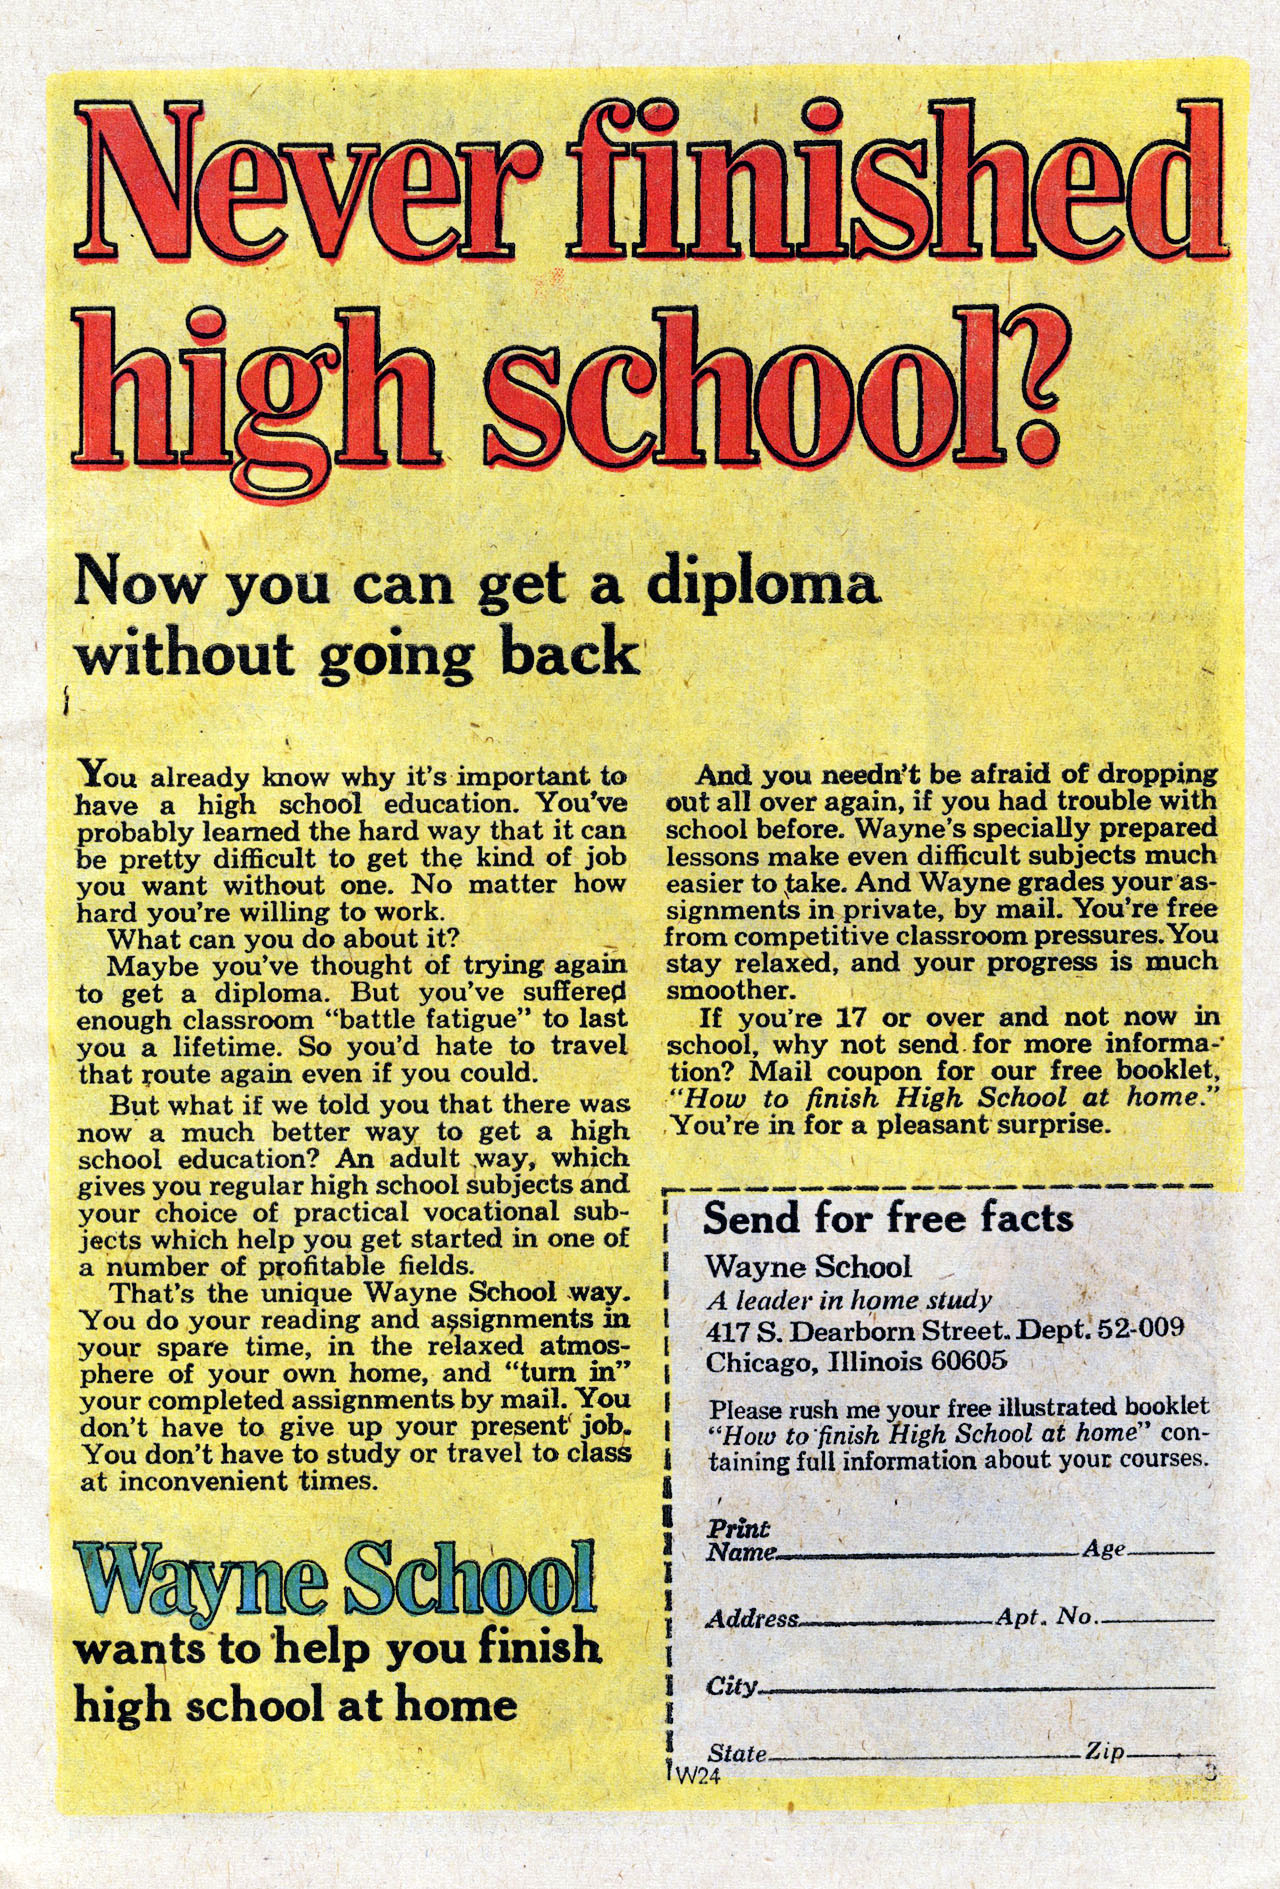 Never finished
high school?
Now you can get a diploma
without going back
You already know why it's important to
have a high school education. You've
probably learned the hard way that it can
be pretty difficult to get the kind of job
you want without one. No matter how
hard you're willing to work.
What can you do about it?
Maybe you've thought of trying again
to get a diploma. But you've suffered
enough classroom "battle fatigue" to last
you a lifetime. So you'd hate to travel
that route again even if you could.
But what if we told you that there was
now a much better way to get a high
school education? An adult way, which
gives you regular high school subjects and
your choice of practical vocational sub-
jects which help you get started in one of
a number of profitable fields.
That's the unique Wayne School way.
You do your reading and assignments in
your spare time, in the relaxed atmos-
phere of your own home, and "turn in"
your completed assignments by mail. You
don't have to give up your present job.
You don't have to study or travel to class
at inconvenient times.
Wayne School
wants to help you finish
high school at home
And you needn't be afraid of dropping
out all over again, if you had trouble with
school before. Wayne's specially prepared
lessons make even difficult subjects much
easier to take. And Wayne grades your as-
signments in private, by mail. You're free
from competitive classroom pressures. You
stay relaxed, and your progress is much
smoother.
If you're 17 or over and not now in
school, why not send for more informa-
tion? Mail coupon for our free booklet,
"How to finish High School at home."
You're in for a pleasant surprise.
Send for free facts
Wayne School
A leader in home study
417 S. Dearborn Street. Dept. 52-009
Chicago, Illinois 60605
Please rush me your free illustrated booklet
"How to finish High School at home" con-
taining full information about your courses.
Print
Name Age
Address Apt. No.
City
State Zip
W24